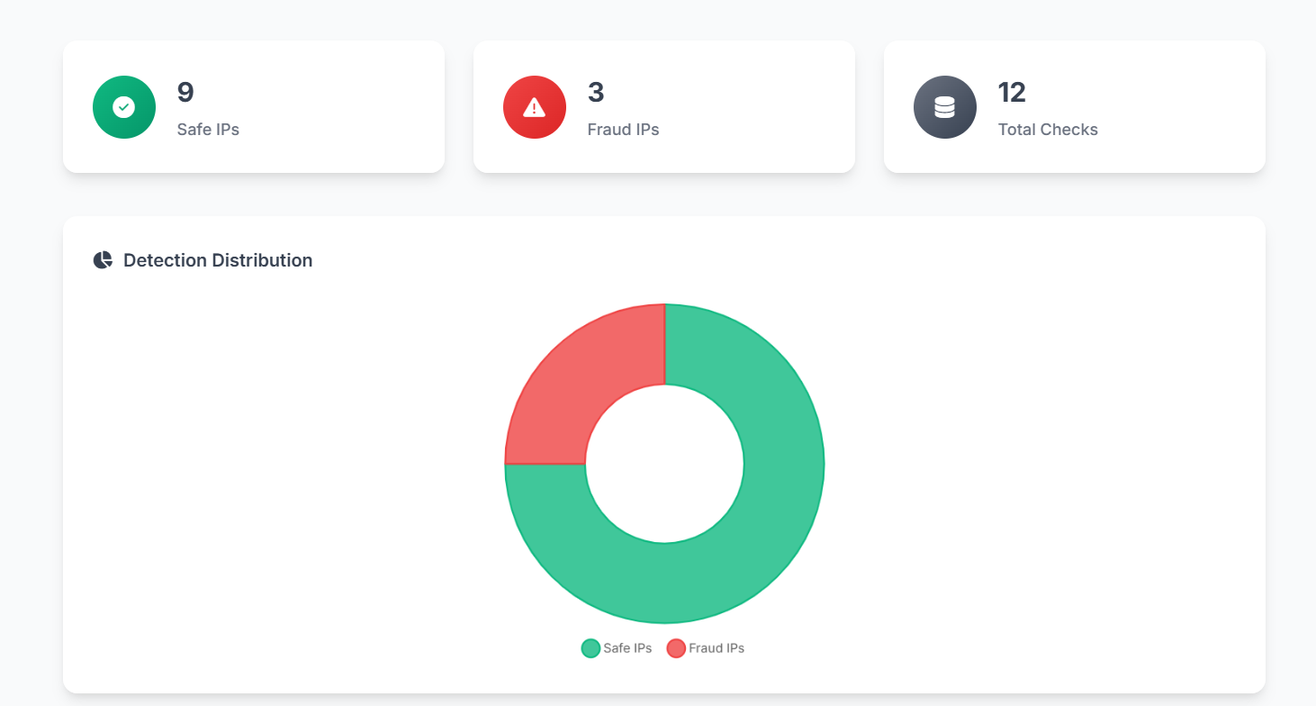 9
Safe IPs
3
Fraud IPs
12
Total Checks
Detection Distribution
Safe IPs
Fraud IPs